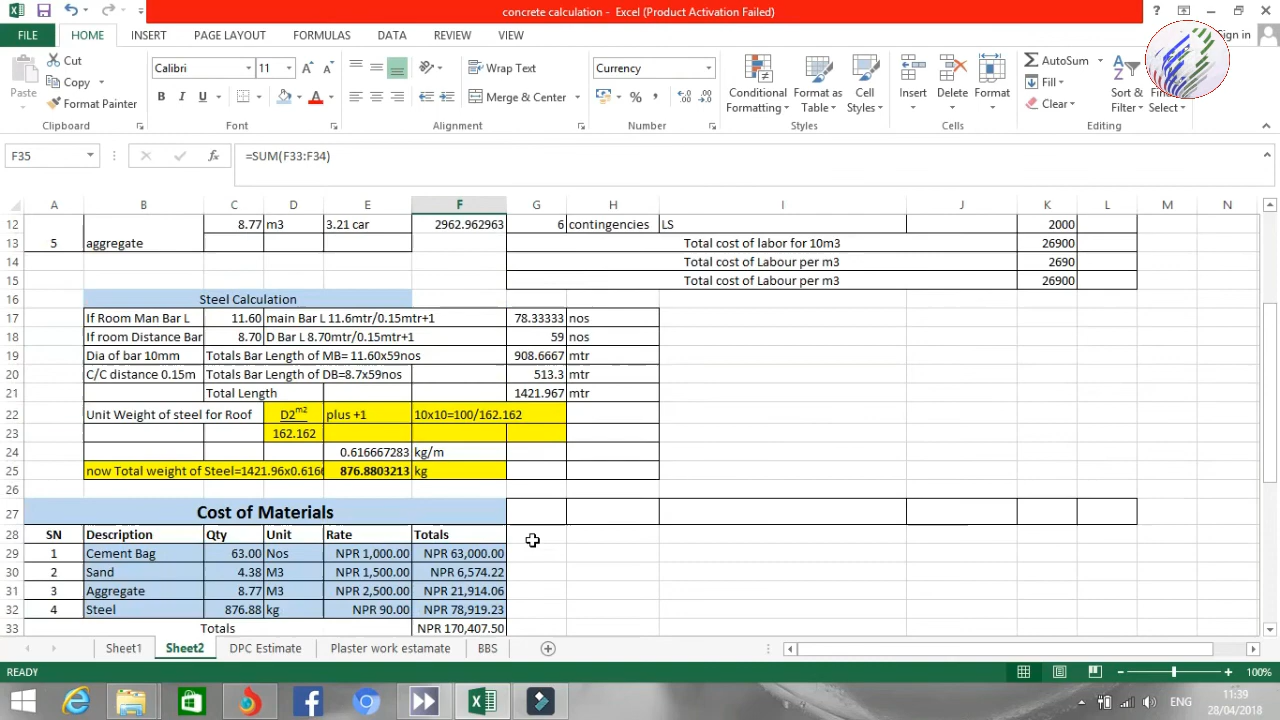 concrete calculation - Excel (Product Activation Failed)
FILE HOME INSERT PAGE LAYOUT FORMULAS DATA REVIEW VIEW Sign in
Paste Cut Copy Format Painter
Calibri 11
B I U
Wrap Text
Merge & Center
Currency
Conditional Formatting Format as Table Cell Styles
Insert Delete Format
AutoSum Fill Clear
Sort & Filter Find Select
Clipboard Font Alignment Number Styles Cells Editing
F35 =SUM(F33:F34)
A B C D E F G H I J K L M N
12 8.77 m3 3.21 car 2962.962963 6 contingencies LS 2000
13 5 aggregate Total cost of labor for 10m3 26900
14 Total cost of Labour per m3 2690
15 Total cost of Labour per m3 26900
16 Steel Calculation
17 If Room Man Bar L 11.60 main Bar L 11.6mtr/0.15mtr+1 78.33333 nos
18 If room Distance Bar 8.70 D Bar L 8.70mtr/0.15mtr+1 59 nos
19 Dia of bar 10mm Totals Bar Length of MB= 11.60x59nos 908.6667 mtr
20 C/C distance 0.15m Totals Bar Length of DB=8.7x59nos 513.3 mtr
21 Total Length 1421.967 mtr
22 Unit Weight of steel for Roof D2m2 plus +1 10x10=100/162.162
23 162.162
24 0.616667283 kg/m
25 now Total weight of Steel=1421.96x0.616 876.8803213 kg
26
27 Cost of Materials
28 SN Description Qty Unit Rate Totals
29 1 Cement Bag 63.00 Nos NPR 1,000.00 NPR 63,000.00
30 2 Sand 4.38 M3 NPR 1,500.00 NPR 6,574.22
31 3 Aggregate 8.77 M3 NPR 2,500.00 NPR 21,914.06
32 4 Steel 876.88 kg NPR 90.00 NPR 78,919.23
33 Totals NPR 170,407.50
Sheet1 Sheet2 DPC Estimate Plaster work estamate BBS
READY 100%
ENG 11:39
28/04/2018